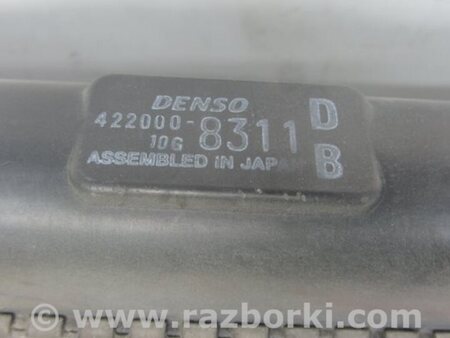 DENSO
422000-8311 D
10G B
ASSEMBLED IN JAPAN
www.razborki.com